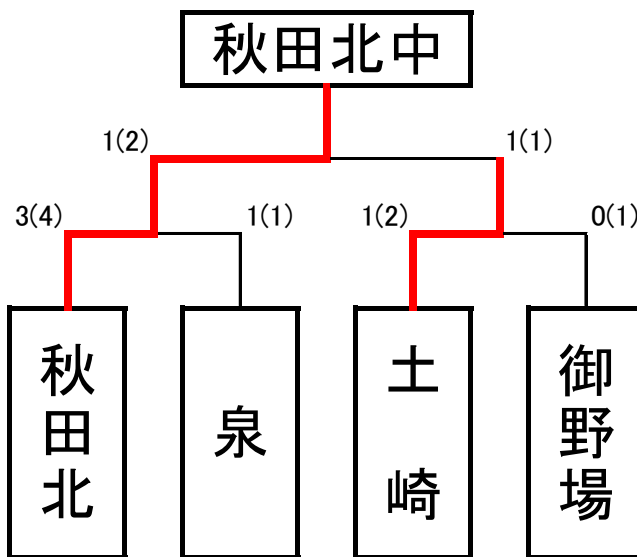 秋田北中
1(2)
1(1)
3(4)
1(1)
1(2)
0(1)
秋田北
泉
土崎
御野場